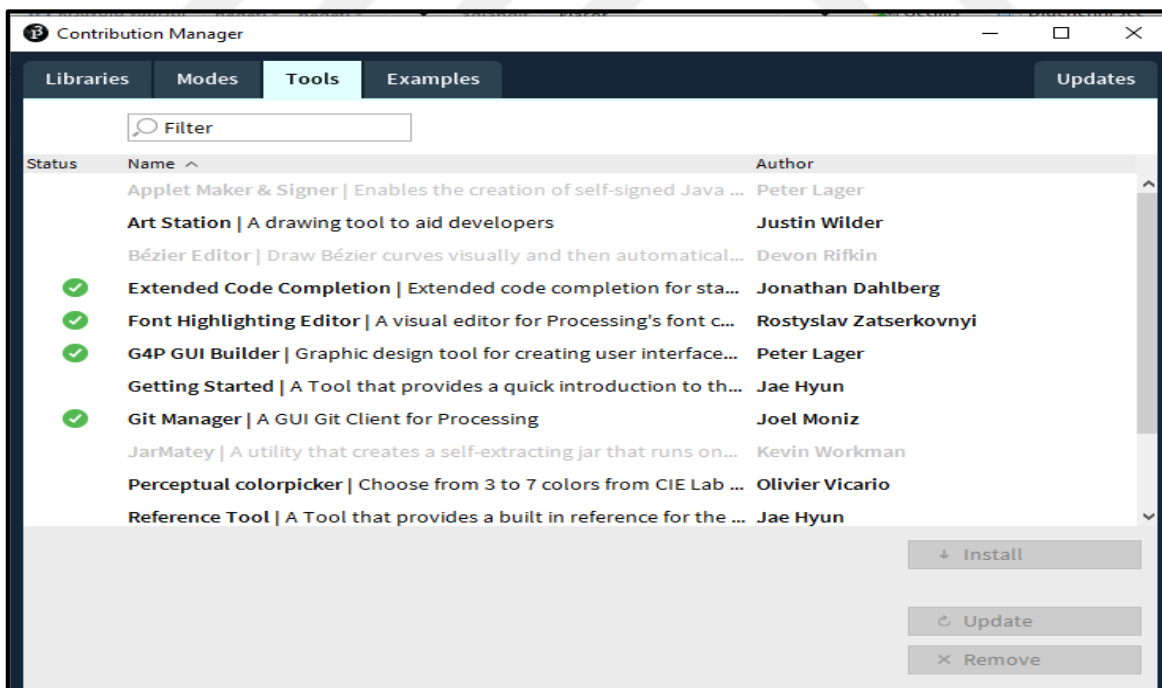 Contribution Manager
Libraries Modes Tools Examples Updates
Filter
Status Name Author
Applet Maker & Signer | Enables the creation of self-signed Java ... Peter Lager
Art Station | A drawing tool to aid developers Justin Wilder
Bézier Editor | Draw Bézier curves visually and then automatical... Devon Rifkin
Extended Code Completion | Extended code completion for sta... Jonathan Dahlberg
Font Highlighting Editor | A visual editor for Processing's font c... Rostyslav Zatserkovnyi
G4P GUI Builder | Graphic design tool for creating user interface... Peter Lager
Getting Started | A Tool that provides a quick introduction to th... Jae Hyun
Git Manager | A GUI Git Client for Processing Joel Moniz
JarMatey | A utility that creates a self-extracting jar that runs on... Kevin Workman
Perceptual colorpicker | Choose from 3 to 7 colors from CIE Lab ... Olivier Vicario
Reference Tool | A Tool that provides a built in reference for the ... Jae Hyun
Install
Update
Remove